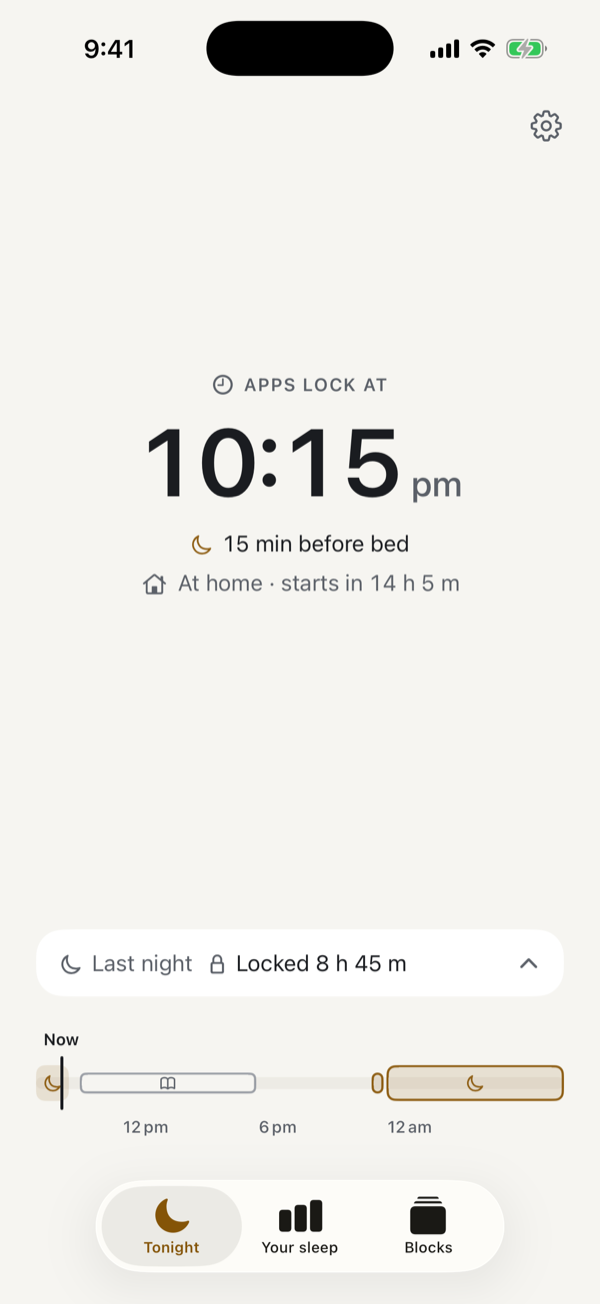 9:41
APPS LOCK AT
10:15 pm
15 min before bed
At home · starts in 14 h 5 m
Last night Locked 8 h 45 m
Now
12 pm 6 pm 12 am
Tonight Your sleep Blocks